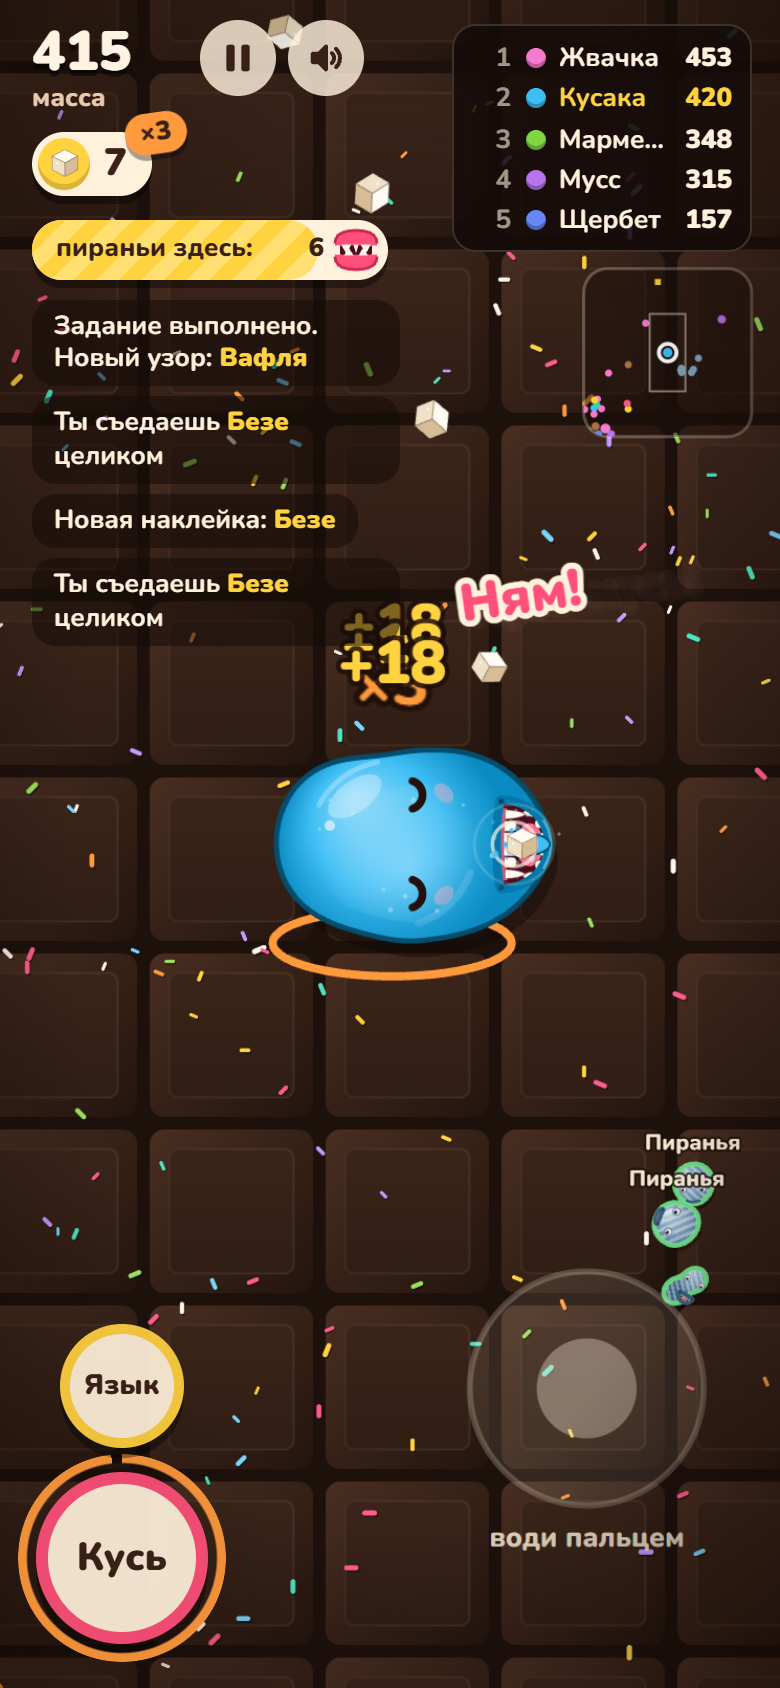 415
масса
×3
7
1 Жвачка 453
2 Кусака 420
3 Марме... 348
4 Мусс 315
5 Щербет 157
пираньи здесь: 6
Задание выполнено.
Новый узор: Вафля
Ты съедаешь Безе
целиком
Новая наклейка: Безе
Ты съедаешь Безе
целиком
Ням!
+18
+18
Пиранья
Пиранья
Язык
Кусь
води пальцем